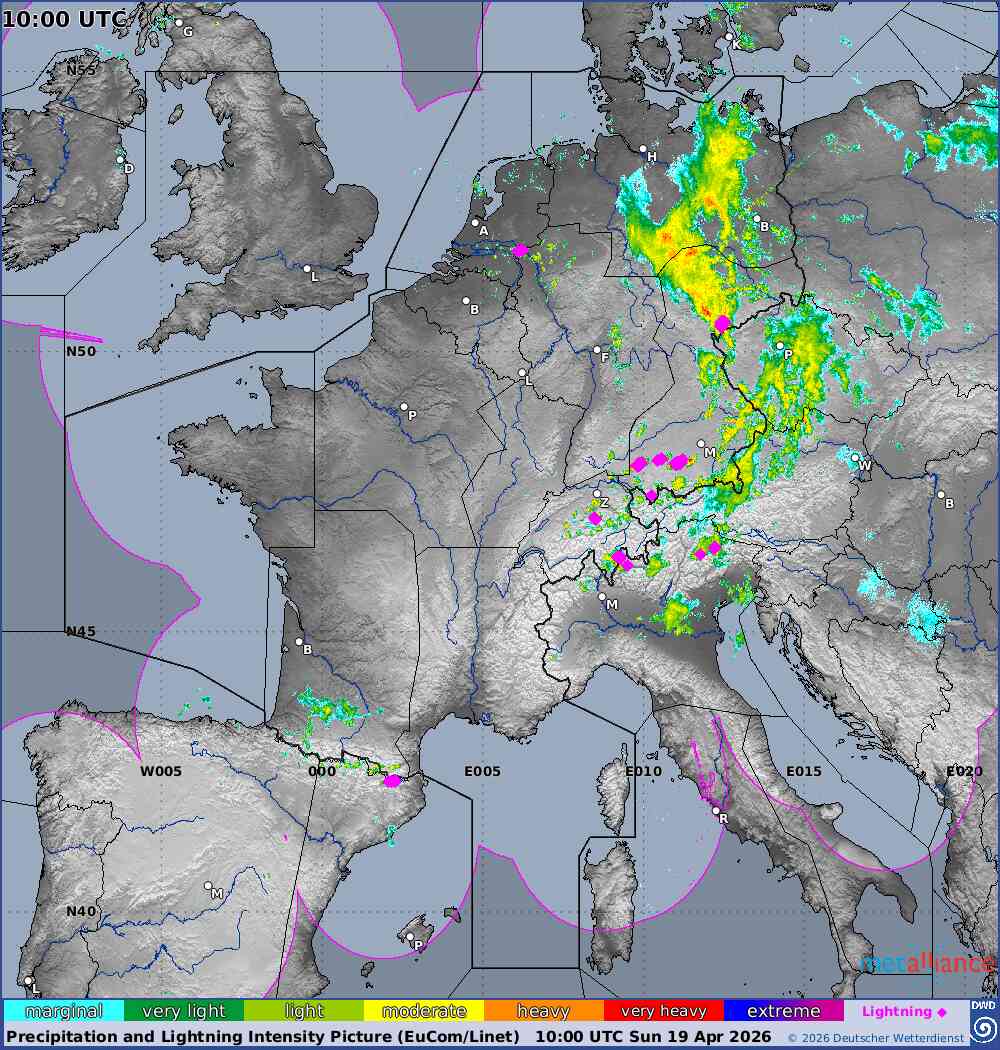 10:00 UTC
G
K
N55
H
D
A
B
L
B
N50
P
F
L
P
M
W
Z
B
M
N45
B
W005
000
E005
E010
E015
E020
R
M
N40
P
L
metalliance
marginal very light light moderate heavy very heavy extreme Lightning
DWD
Precipitation and Lightning Intensity Picture (EuCom/Linet) 10:00 UTC Sun 19 Apr 2026 © 2026 Deutscher Wetterdienst